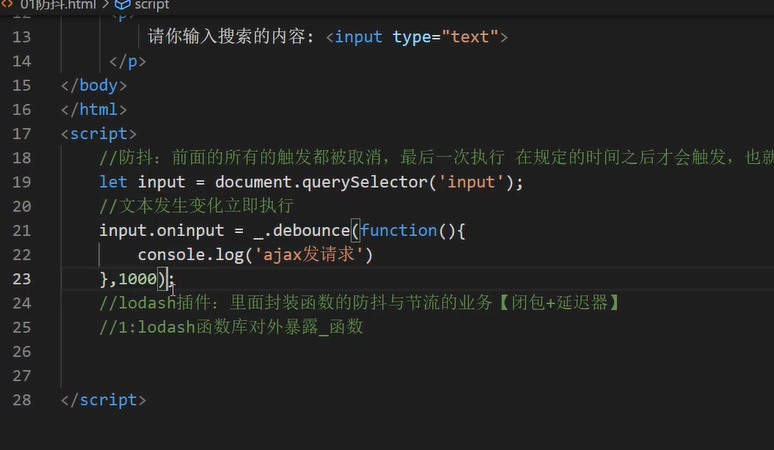 01防抖.html > script
12 <p>
13 请你输入搜索的内容: <input type="text">
14 </p>
15 </body>
16 </html>
17 <script>
18 //防抖: 前面的所有的触发都被取消, 最后一次执行 在规定的时间之后才会触发, 也就
19 let input = document.querySelector('input');
20 //文本发生变化立即执行
21 input.oninput = _.debounce(function(){
22 console.log('ajax发请求')
23 },1000);
24 //lodash插件: 里面封装函数的防抖与节流的业务【闭包+延迟器】
25 //1:lodash函数库对外暴露_函数
26
27
28 </script>